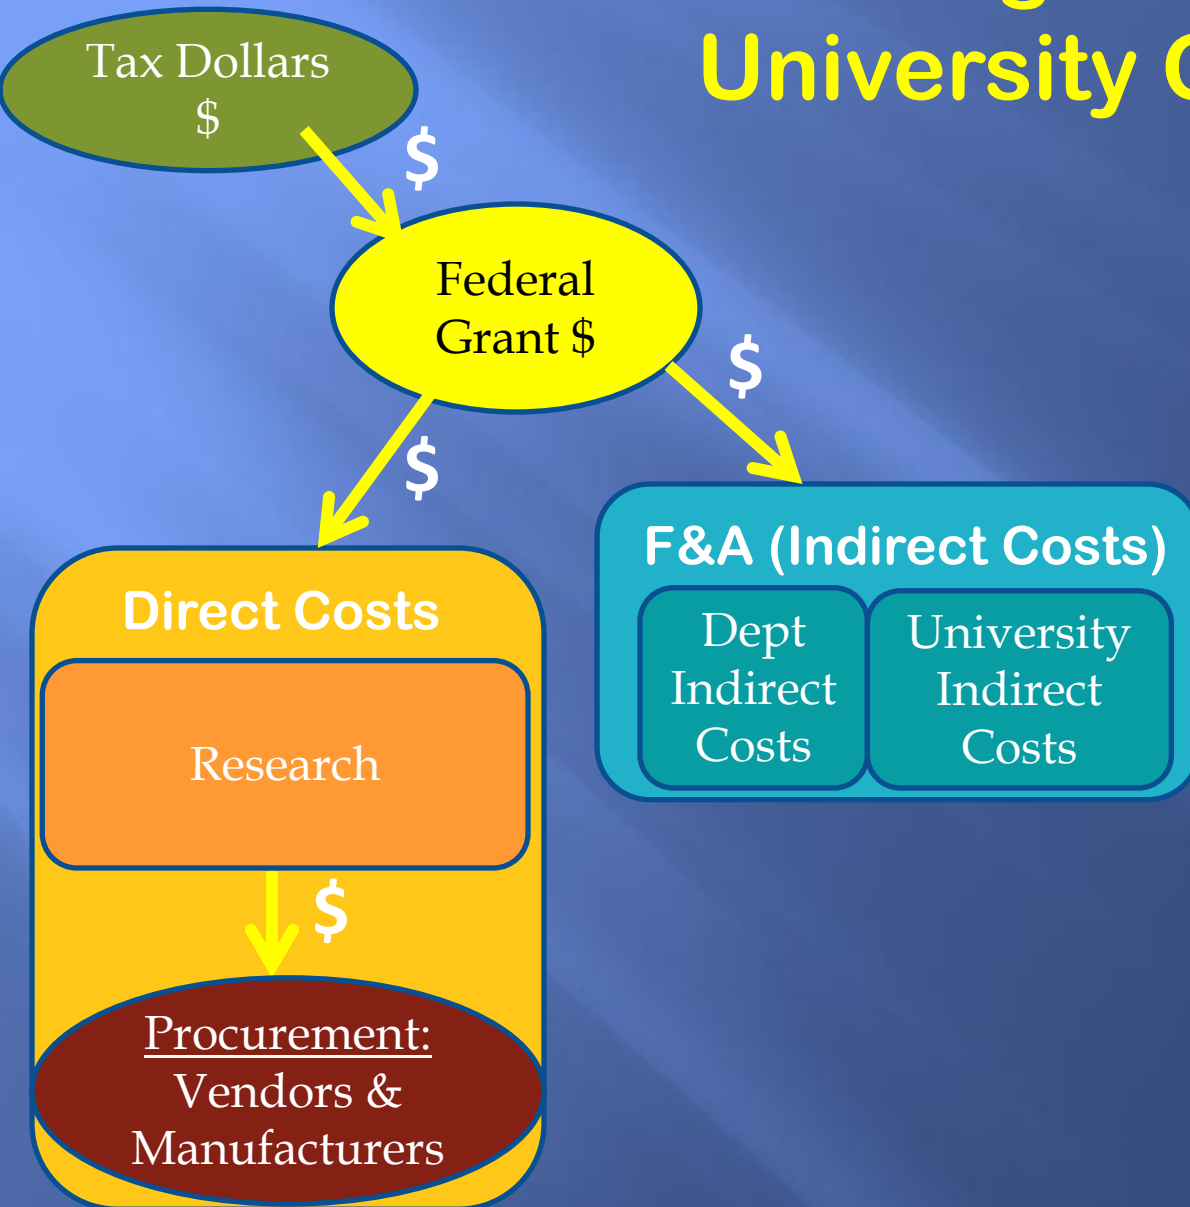 University
Tax Dollars
$
$
Federal
Grant $
$
$
F&A (Indirect Costs)
Dept
Indirect
Costs
University
Indirect
Costs
Direct Costs
Research
$
Procurement:
Vendors &
Manufacturers